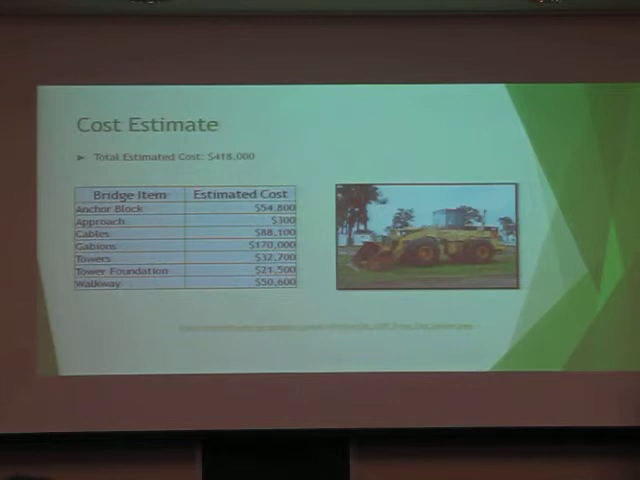 Cost Estimate
► Total Estimated Cost: $418,000
Bridge Item Estimated Cost
Anchor Block $54,800
Approach $300
Cables $88,100
Gabions $170,000
Towers $32,700
Tower Foundation $21,500
Walkway $50,600